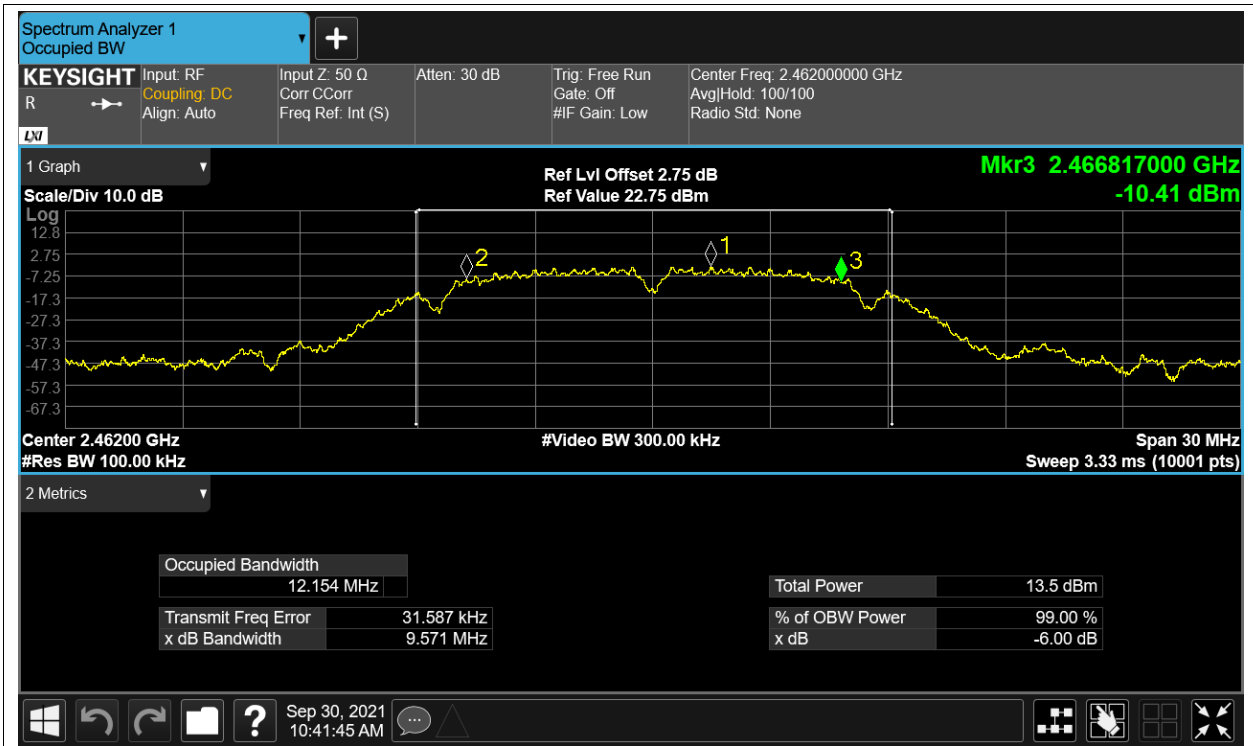 Spectrum Analyzer 1
Occupied BW
KEYSIGHT
R
LXI
Input: RF
Coupling: DC
Align: Auto
Input Z: 50 Ω
Corr CCorr
Freq Ref: Int (S)
Atten: 30 dB
Trig: Free Run
Gate: Off
#IF Gain: Low
Center Freq: 2.462000000 GHz
Avg|Hold: 100/100
Radio Std: None
1 Graph
Scale/Div 10.0 dB
Ref Lvl Offset 2.75 dB
Ref Value 22.75 dBm
Mkr3 2.466817000 GHz
-10.41 dBm
Log
12.8
2.75
-7.25
-17.3
-27.3
-37.3
-47.3
-57.3
-67.3
2
1
3
Center 2.46200 GHz
#Res BW 100.00 kHz
#Video BW 300.00 kHz
Span 30 MHz
Sweep 3.33 ms (10001 pts)
2 Metrics
Occupied Bandwidth
12.154 MHz
Transmit Freq Error 31.587 kHz
x dB Bandwidth 9.571 MHz
Total Power 13.5 dBm
% of OBW Power 99.00 %
x dB -6.00 dB
?
Sep 30, 2021
10:41:45 AM